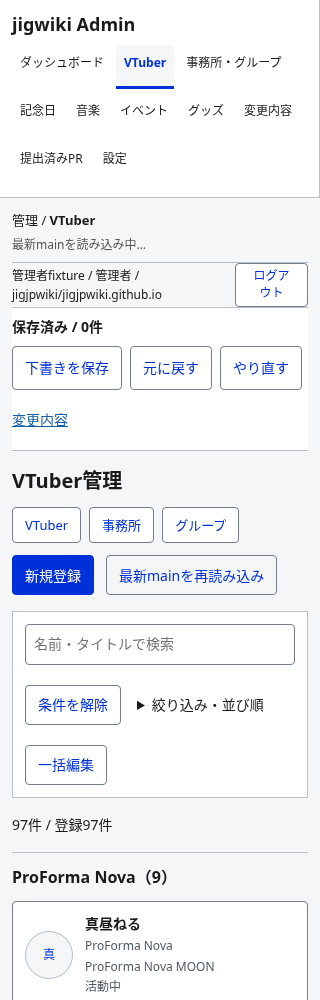 jigwiki Admin
ダッシュボード VTuber 事務所・グループ
記念日 音楽 イベント グッズ 変更内容
提出済みPR 設定
管理 / VTuber
最新mainを読み込み中…
管理者fixture / 管理者 /
jigjpwiki/jigjpwiki.github.io
ログア
ウト
保存済み / 0件
下書きを保存 元に戻す やり直す
変更内容
VTuber管理
VTuber 事務所 グループ
新規登録 最新mainを再読み込み
名前・タイトルで検索
条件を解除 ▶ 絞り込み・並び順
一括編集
97件 / 登録97件
ProForma Nova（9）
真
真昼ねる
ProForma Nova
ProForma Nova MOON
活動中